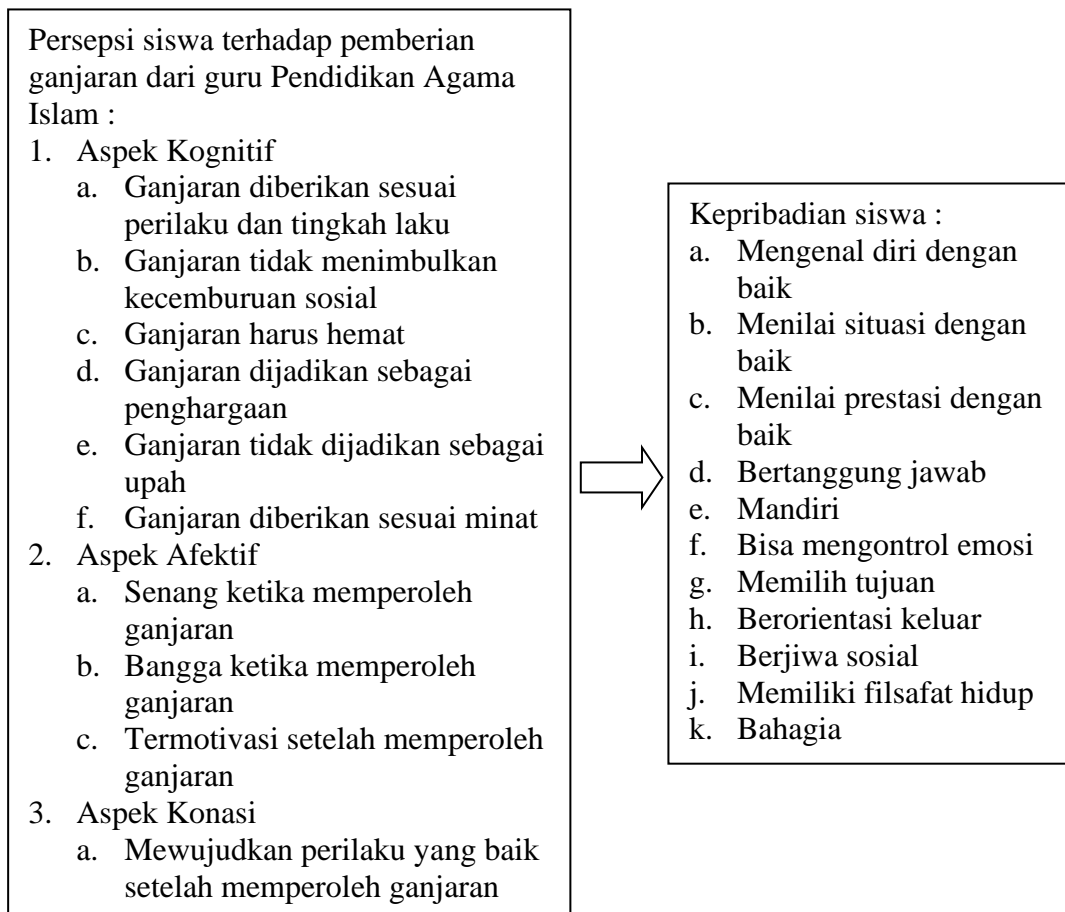 Persepsi siswa terhadap pemberian
ganjaran dari guru Pendidikan Agama
Islam :
1. Aspek Kognitif
a. Ganjaran diberikan sesuai
perilaku dan tingkah laku
b. Ganjaran tidak menimbulkan
kecemburuan sosial
c. Ganjaran harus hemat
d. Ganjaran dijadikan sebagai
penghargaan
e. Ganjaran tidak dijadikan sebagai
upah
f. Ganjaran diberikan sesuai minat
2. Aspek Afektif
a. Senang ketika memperoleh
ganjaran
b. Bangga ketika memperoleh
ganjaran
c. Termotivasi setelah memperoleh
ganjaran
3. Aspek Konasi
a. Mewujudkan perilaku yang baik
setelah memperoleh ganjaran
Kepribadian siswa :
a. Mengenal diri dengan
baik
b. Menilai situasi dengan
baik
c. Menilai prestasi dengan
baik
d. Bertanggung jawab
e. Mandiri
f. Bisa mengontrol emosi
g. Memilih tujuan
h. Berorientasi keluar
i. Berjiwa sosial
j. Memiliki filsafat hidup
k. Bahagia